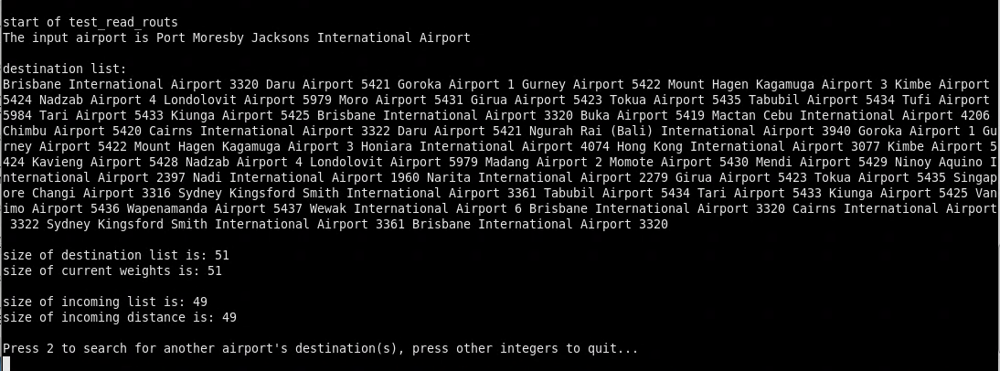 start of test_read_routs
The input airport is Port Moresby Jacksons International Airport
destination list:
Brisbane International Airport 3320 Daru Airport 5421 Goroka Airport 1 Gurney Airport 5422 Mount Hagen Kagamuga Airport 3 Kimbe Airport
5424 Nadzab Airport 4 Londolovit Airport 5979 Moro Airport 5431 Girua Airport 5423 Tokua Airport 5435 Tabubil Airport 5434 Tufi Airport
5984 Tari Airport 5433 Kiunga Airport 5425 Brisbane International Airport 3320 Buka Airport 5419 Mactan Cebu International Airport 4206
Chimbu Airport 5420 Cairns International Airport 3322 Daru Airport 5421 Ngurah Rai (Bali) International Airport 3940 Goroka Airport 1 Gu
rney Airport 5422 Mount Hagen Kagamuga Airport 3 Honiara International Airport 4074 Hong Kong International Airport 3077 Kimbe Airport 5
424 Kavieng Airport 5428 Nadzab Airport 4 Londolovit Airport 5979 Madang Airport 2 Momote Airport 5430 Mendi Airport 5429 Ninoy Aquino I
nternational Airport 2397 Nadi International Airport 1960 Narita International Airport 2279 Girua Airport 5423 Tokua Airport 5435 Singap
ore Changi Airport 3316 Sydney Kingsford Smith International Airport 3361 Tabubil Airport 5434 Tari Airport 5433 Kiunga Airport 5425 Van
imo Airport 5436 Wapenamanda Airport 5437 Wewak International Airport 6 Brisbane International Airport 3320 Cairns International Airport
3322 Sydney Kingsford Smith International Airport 3361 Brisbane International Airport 3320
size of destination list is: 51
size of current weights is: 51
size of incoming list is: 49
size of incoming distance is: 49
Press 2 to search for another airport's destination(s), press other integers to quit...